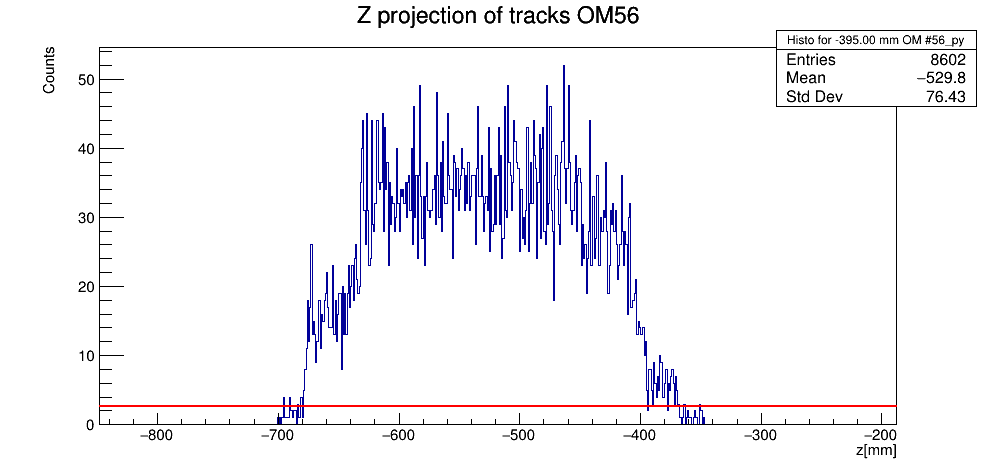 Z projection of tracks OM56
Histo for -395.00 mm OM #56_py
Entries 8602
Mean −529.8
Std Dev 76.43
Counts
50
40
30
20
10
0
−800 −700 −600 −500 −400 −300 −200
z[mm]